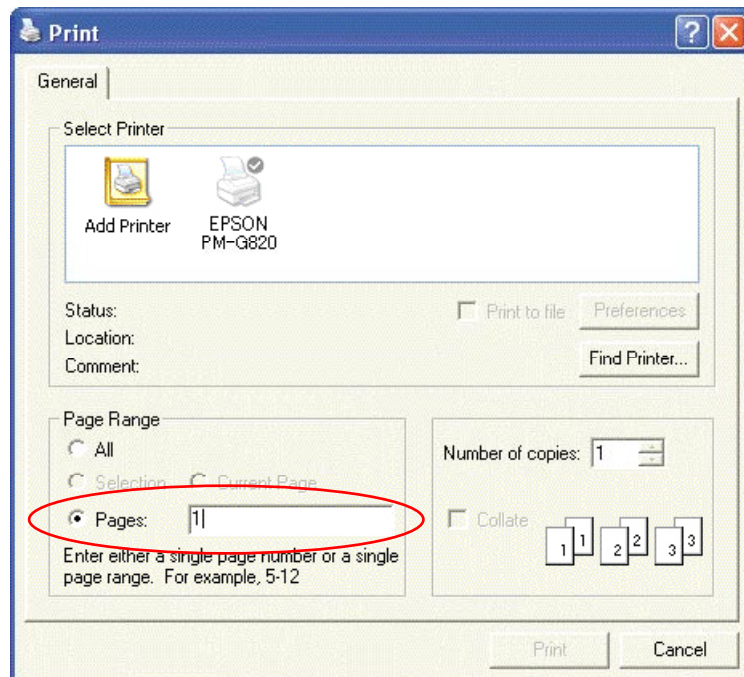 Print
General
Select Printer
Add Printer
EPSON
PM-G820
Status:
Print to file
Preferences
Location:
Comment:
Find Printer...
Page Range
All
Number of copies: 1
Selection
Current Page
Pages: 1
Collate
1 1 2 2 3 3
Enter either a single page number or a single
page range. For example, 5-12
Print
Cancel